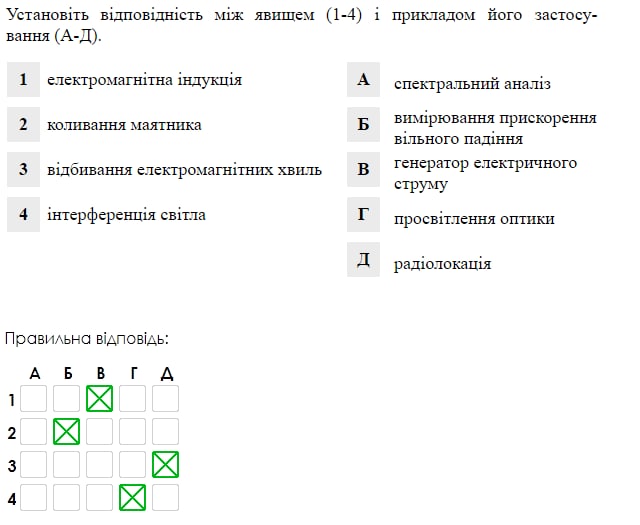 Установіть відповідність між явищем (1-4) і прикладом його застосу-
вання (А-Д).
1 електромагнітна індукція
2 коливання маятника
3 відбивання електромагнітних хвиль
4 інтерференція світла
А спектральний аналіз
Б вимірювання прискорення
вільного падіння
В генератор електричного
струму
Г просвітлення оптики
Д радіолокація
Правильна відповідь:
А Б В Г Д
1
2
3
4